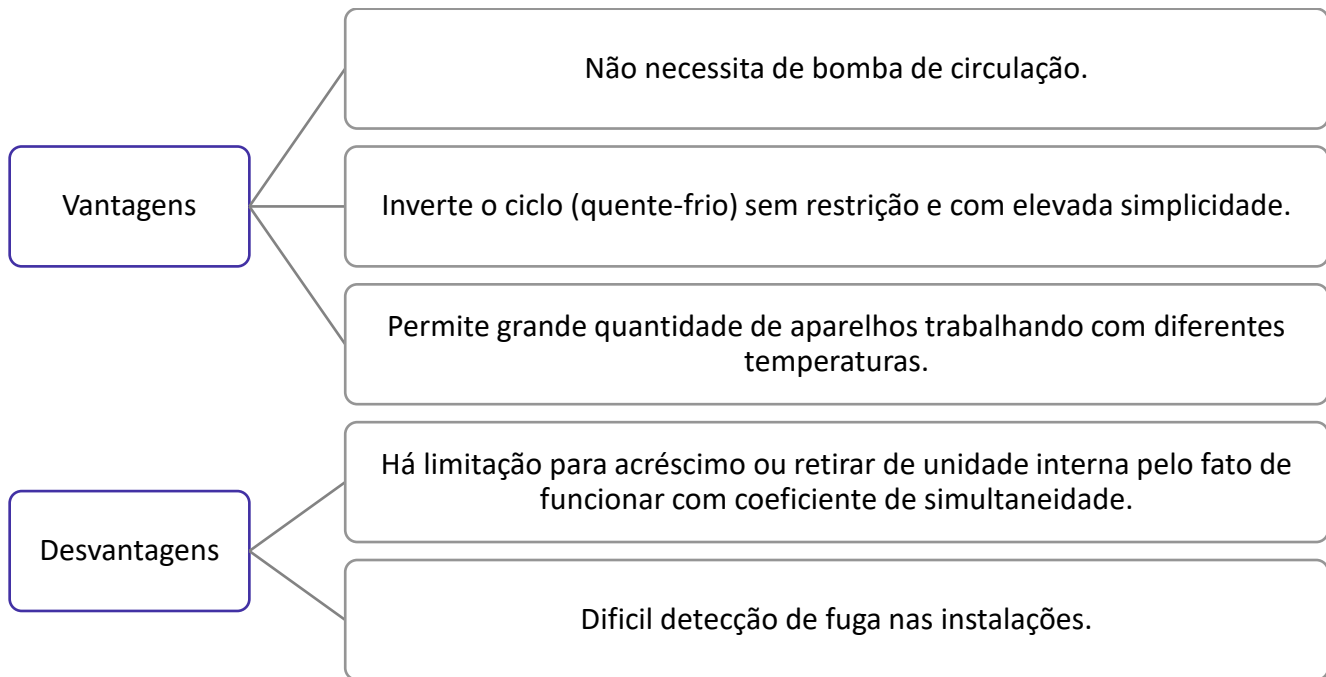 Não necessita de bomba de circulação.
Vantagens
Inverte o ciclo (quente-frio) sem restrição e com elevada simplicidade.
Permite grande quantidade de aparelhos trabalhando com diferentes
temperaturas.
Há limitação para acréscimo ou retirar de unidade interna pelo fato de
funcionar com coeficiente de simultaneidade.
Desvantagens
Dificil detecção de fuga nas instalações.